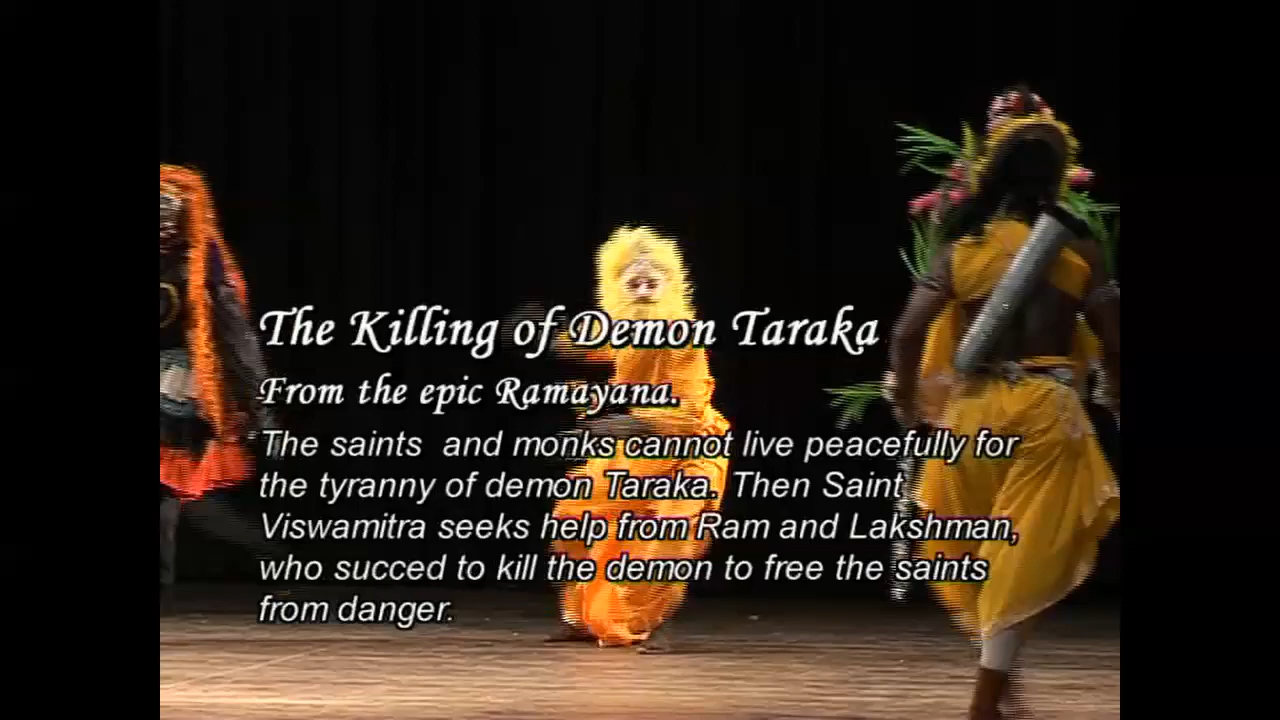 The Killing of Demon Taraka
From the epic Ramayana.
The saints and monks cannot live peacefully for
the tyranny of demon Taraka. Then Saint
Viswamitra seeks help from Ram and Lakshman,
who succed to kill the demon to free the saints
from danger.